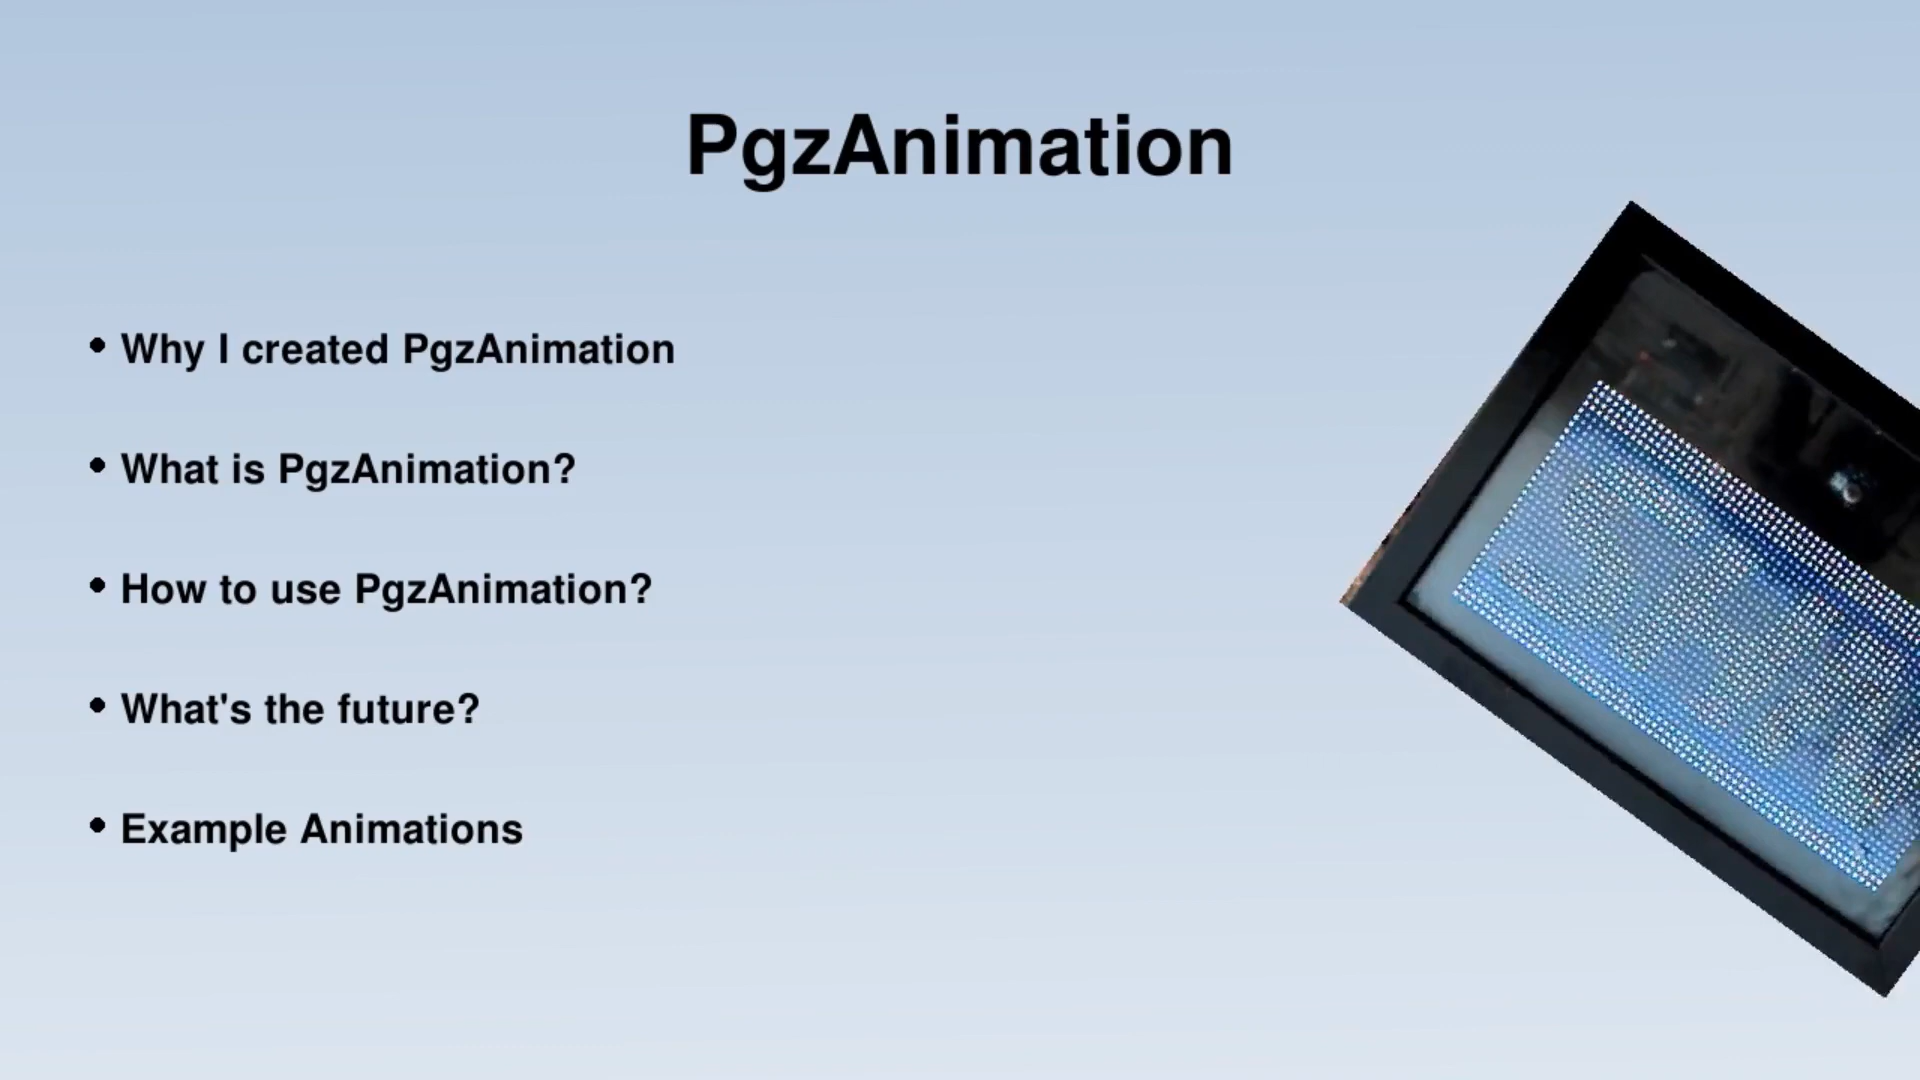 PgzAnimation
• Why I created PgzAnimation
• What is PgzAnimation?
• How to use PgzAnimation?
• What's the future?
• Example Animations